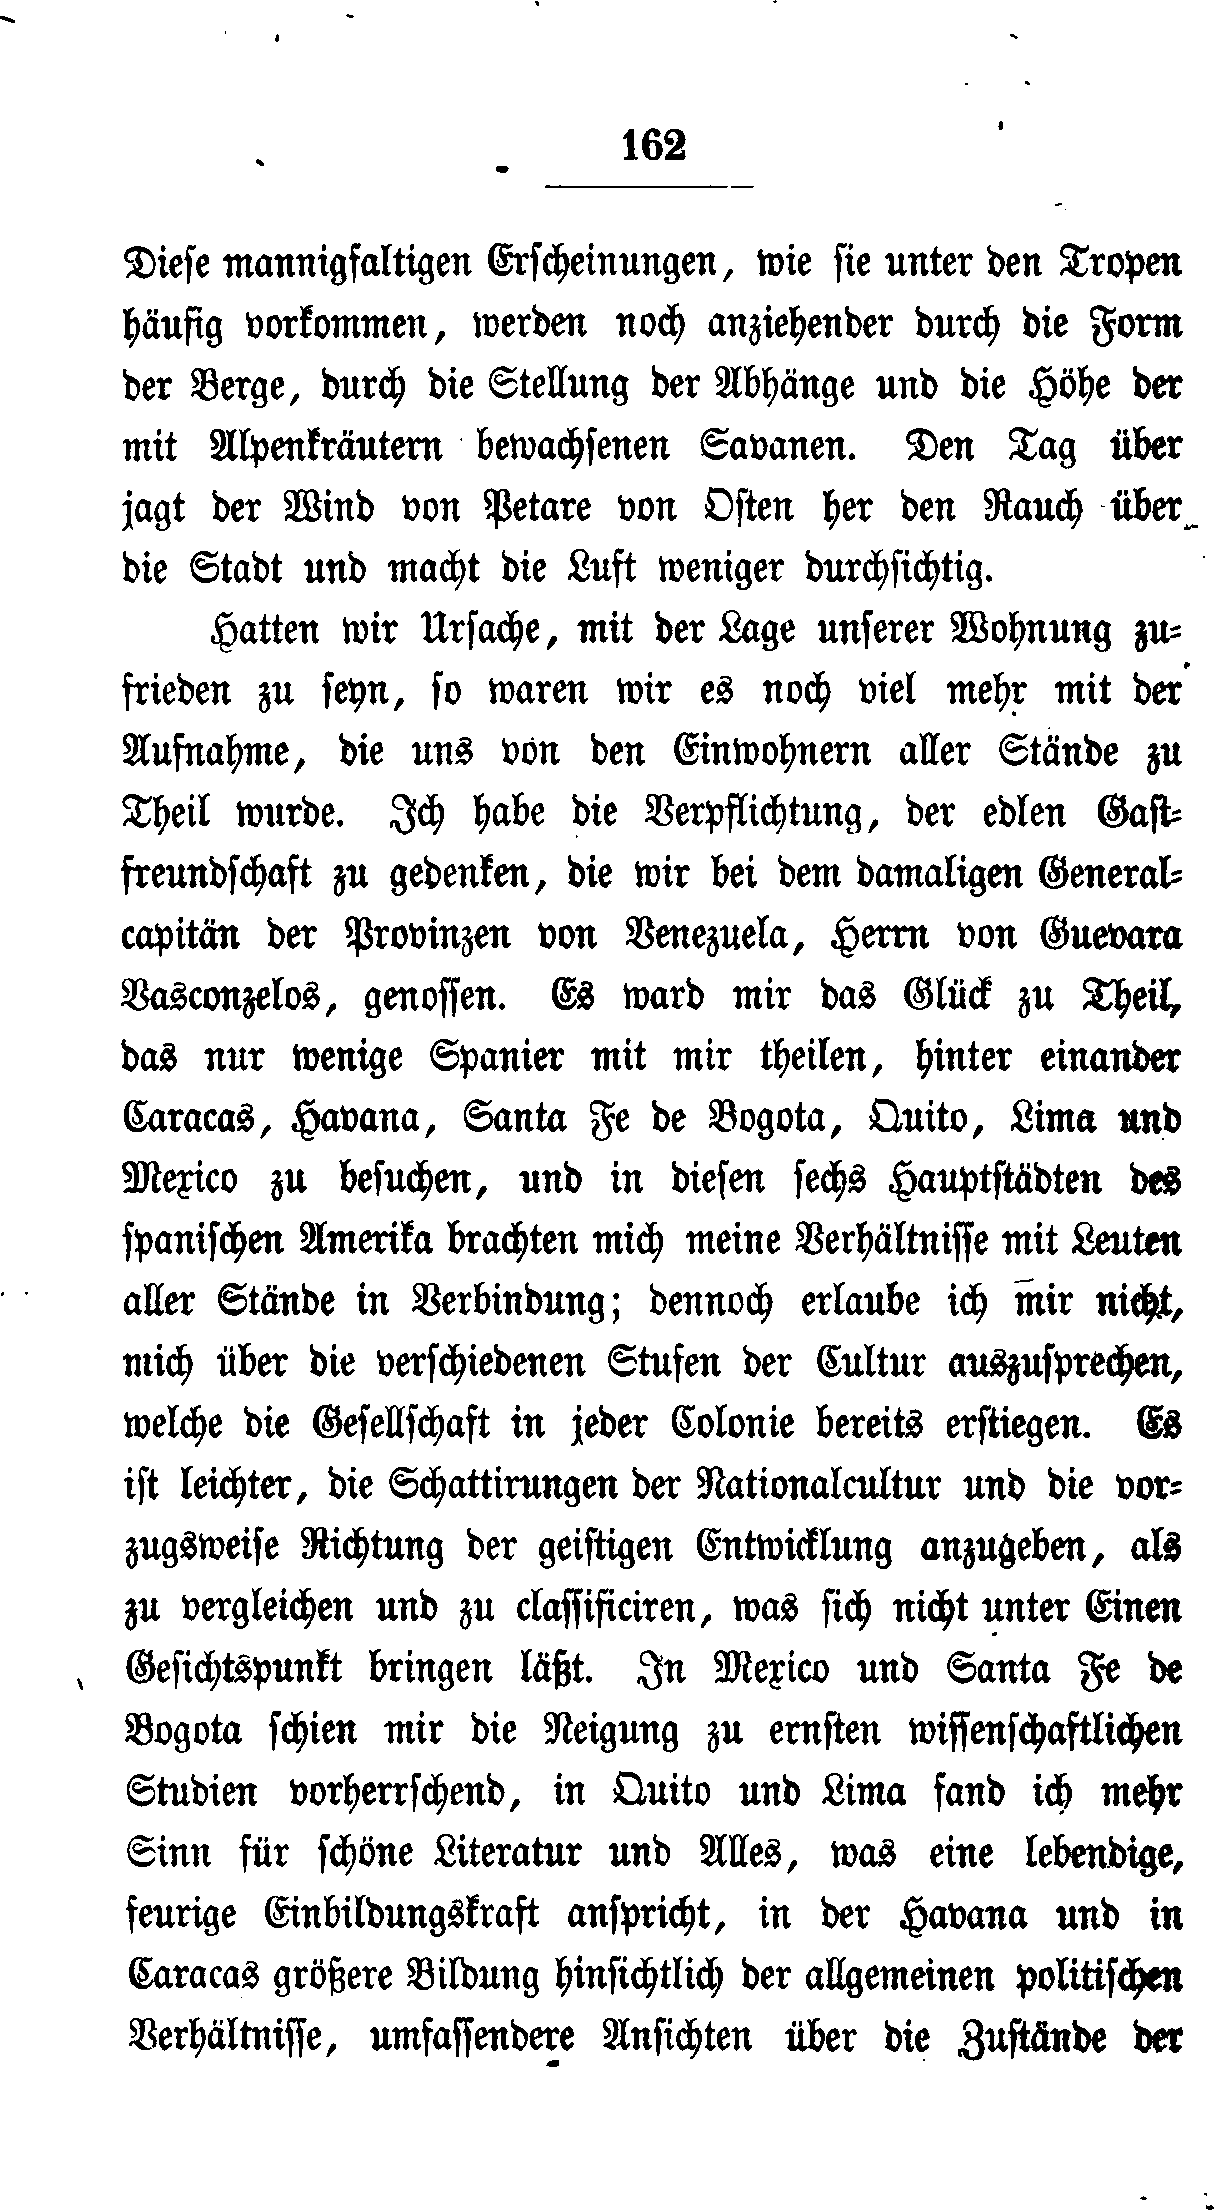 162
Dieſe mannigfaltigen Erſcheinungen, wie ſie unter den Tropen
häufig vorkommen, werden noch anziehender durch die Form
der Berge, durch die Stellung der Abhänge und die Höhe der
mit Alpenkräutern bewachſenen Savanen. Den Tag über
jagt der Wind von Petare von Oſten her den Rauch über
die Stadt und macht die Luft weniger durchſichtig.
Hatten wir Urſache, mit der Lage unſerer Wohnung zu⸗
frieden zu ſeyn, ſo waren wir es noch viel mehr mit der
Aufnahme, die uns von den Einwohnern aller Stände zu
Theil wurde. Ich habe die Verpflichtung, der edlen Gaſt⸗
freundſchaft zu gedenken, die wir bei dem damaligen General⸗
capitän der Provinzen von Venezuela, Herrn von Guevara
Vasconzelos, genoſſen. Es ward mir das Glück zu Theil,
das nur wenige Spanier mit mir theilen, hinter einander
Caracas, Havana, Santa Fe de Bogota, Quito, Lima und
Mexico zu beſuchen, und in dieſen ſechs Hauptſtädten des
ſpaniſchen Amerika brachten mich meine Verhältniſſe mit Leuten
aller Stände in Verbindung; dennoch erlaube ich mir nicht,
mich über die verſchiedenen Stufen der Cultur auszuſprechen,
welche die Geſellſchaft in jeder Colonie bereits erſtiegen. Es
iſt leichter, die Schattirungen der Nationalcultur und die vor⸗
zugsweiſe Richtung der geiſtigen Entwicklung anzugeben, als
zu vergleichen und zu claſſificiren, was ſich nicht unter Einen
Geſichtspunkt bringen läßt. In Mexico und Santa Fe de
Bogota ſchien mir die Neigung zu ernſten wiſſenſchaftlichen
Studien vorherrſchend, in Quito und Lima fand ich mehr
Sinn für ſchöne Literatur und Alles, was eine lebendige,
feurige Einbildungskraft anſpricht, in der Havana und in
Caracas größere Bildung hinſichtlich der allgemeinen politiſchen
Verhältniſſe, umfaſſendere Anſichten über die Zuſtände der